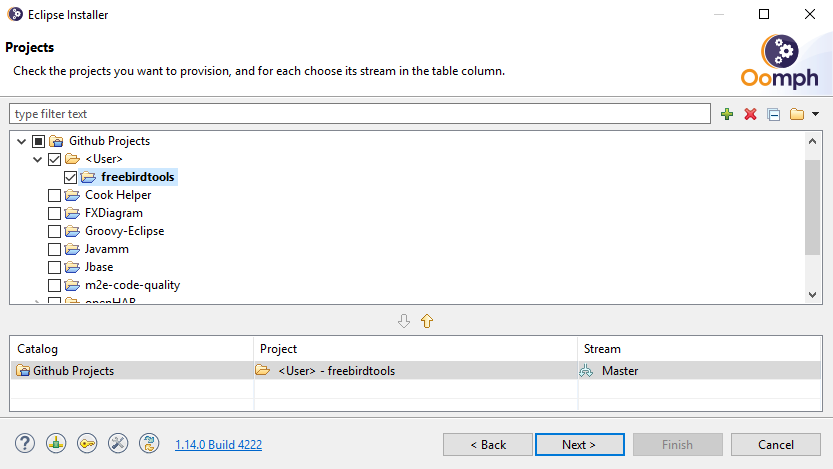 Eclipse Installer
Projects
Check the projects you want to provision, and for each choose its stream in the table column.
Oomph
type filter text
Github Projects
<User>
freebirdtools
Cook Helper
FXDiagram
Groovy-Eclipse
Javamm
Jbase
m2e-code-quality
openHAB
Catalog Project Stream
Github Projects <User> - freebirdtools Master
1.14.0 Build 4222 < Back Next > Finish Cancel